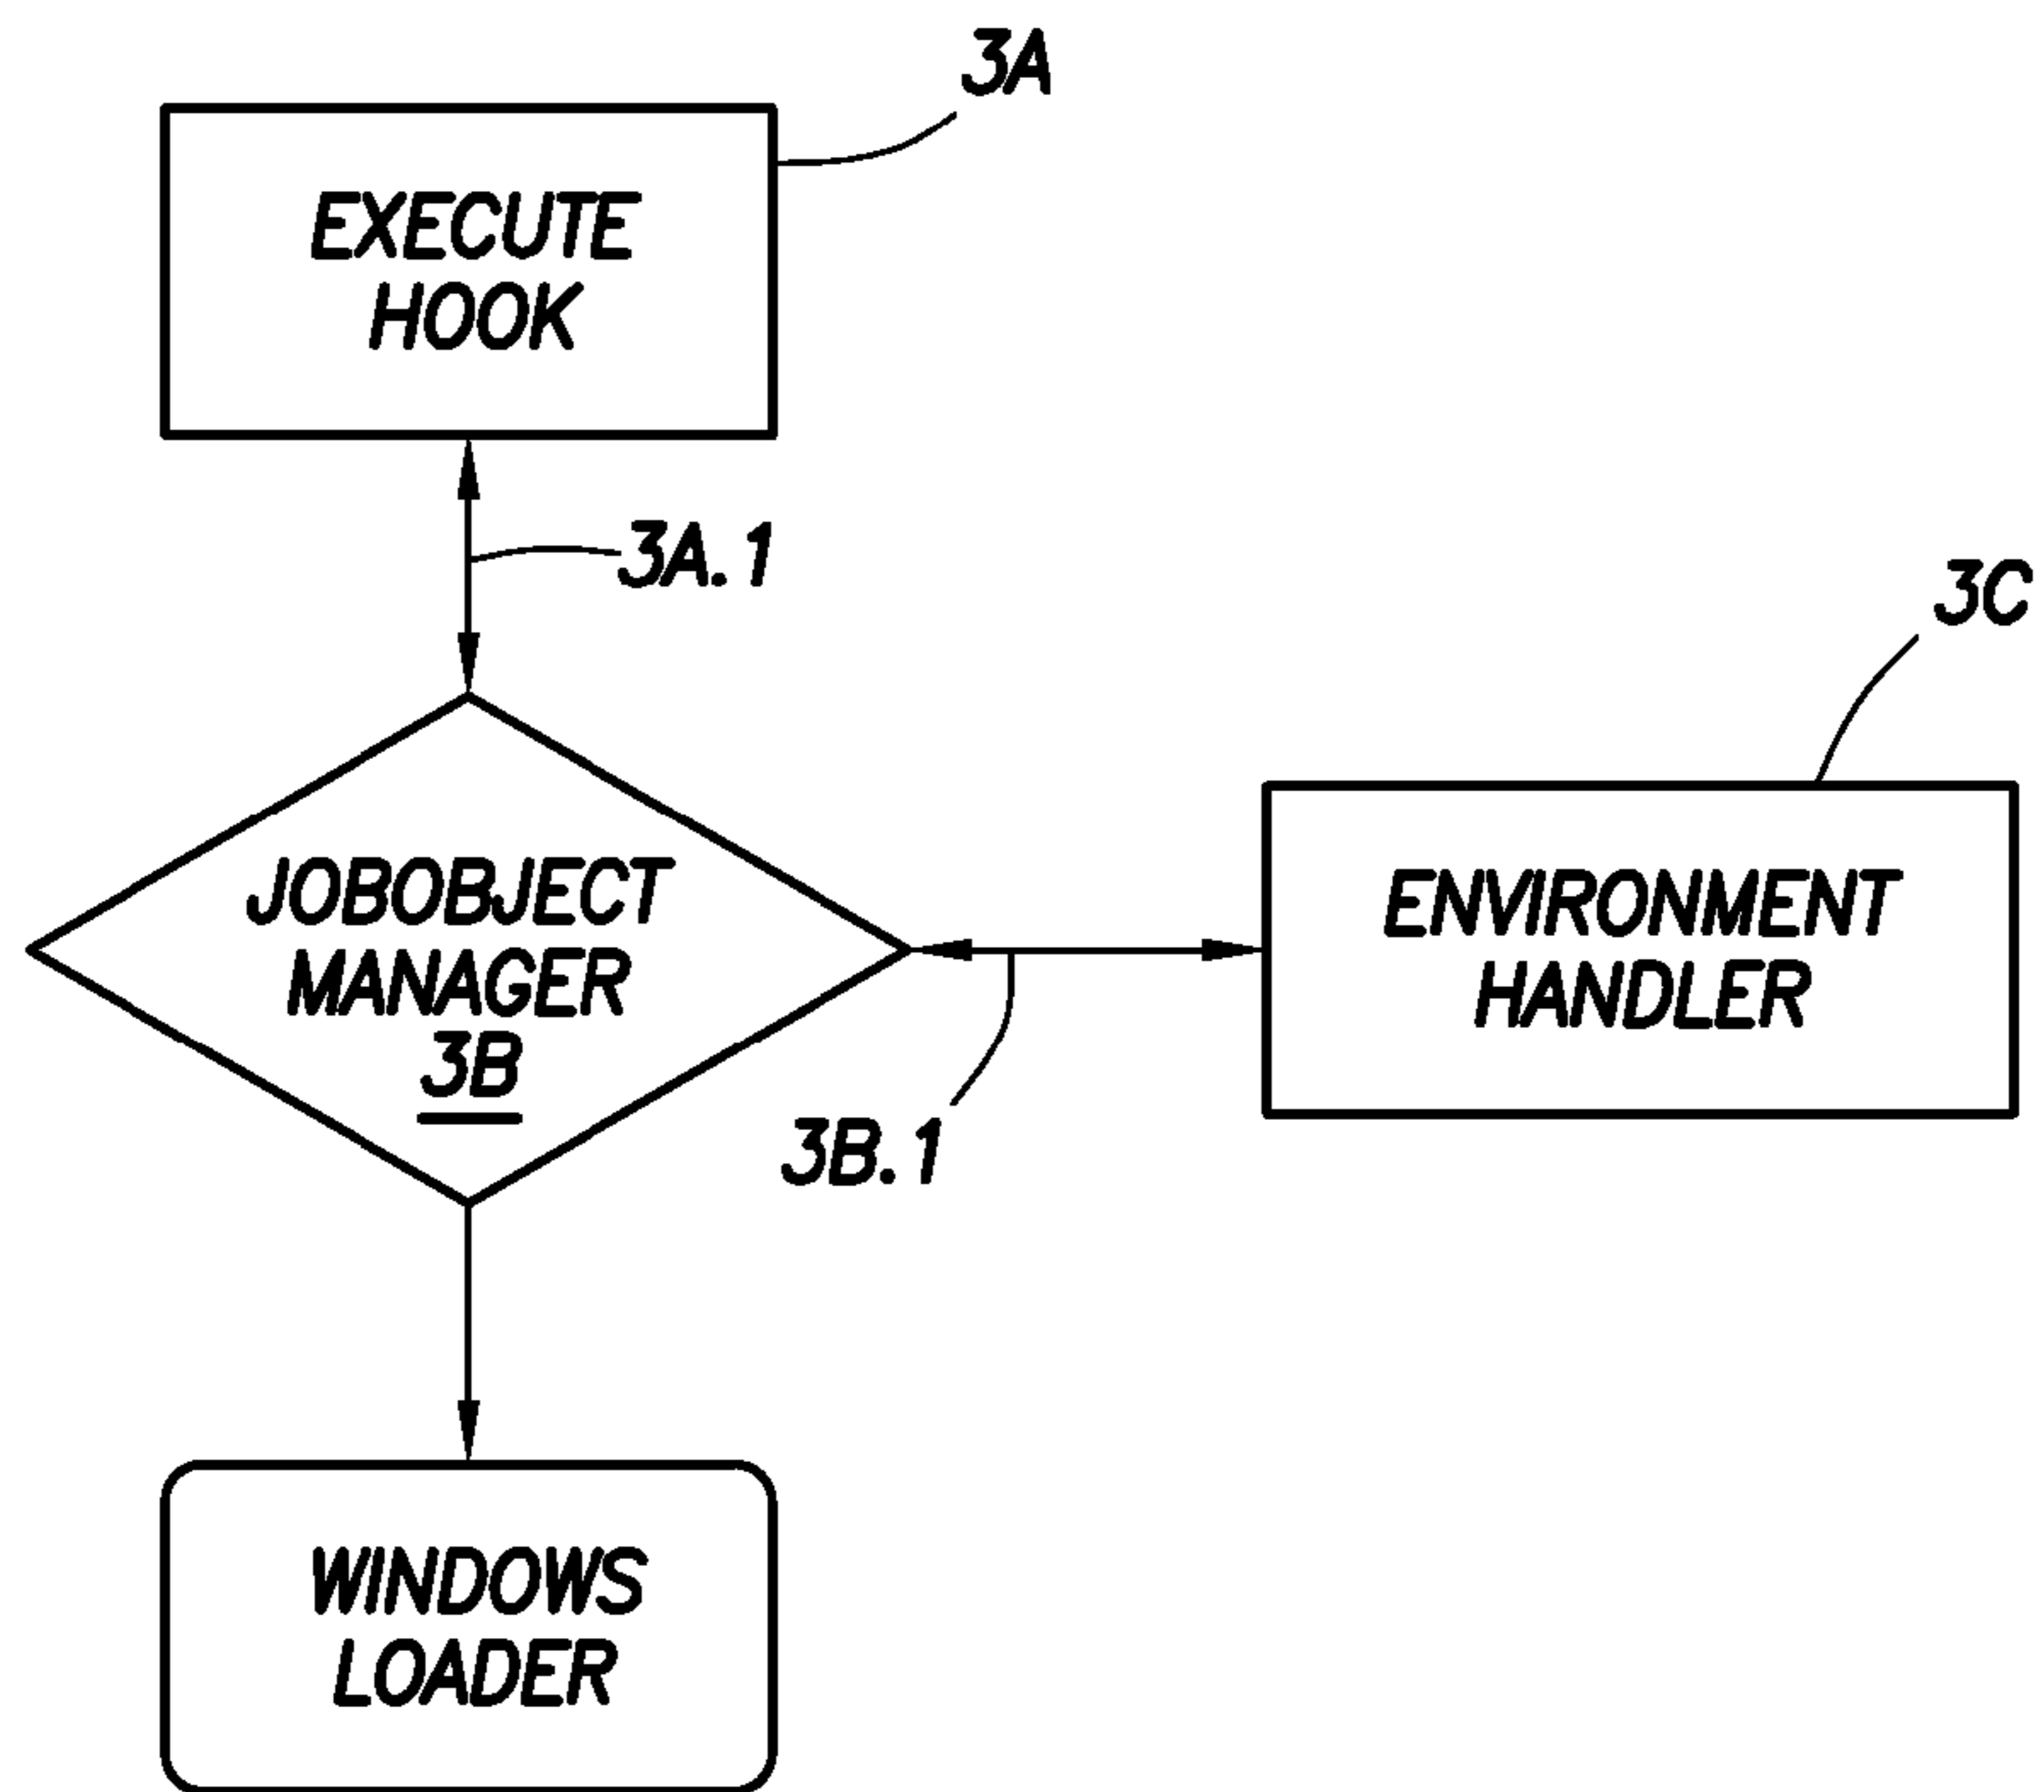 3A
EXECUTE
HOOK
3A.1
3C
JOBOBJECT
MANAGER
3B
ENVIRONMENT
HANDLER
3B.1
WINDOWS
LOADER